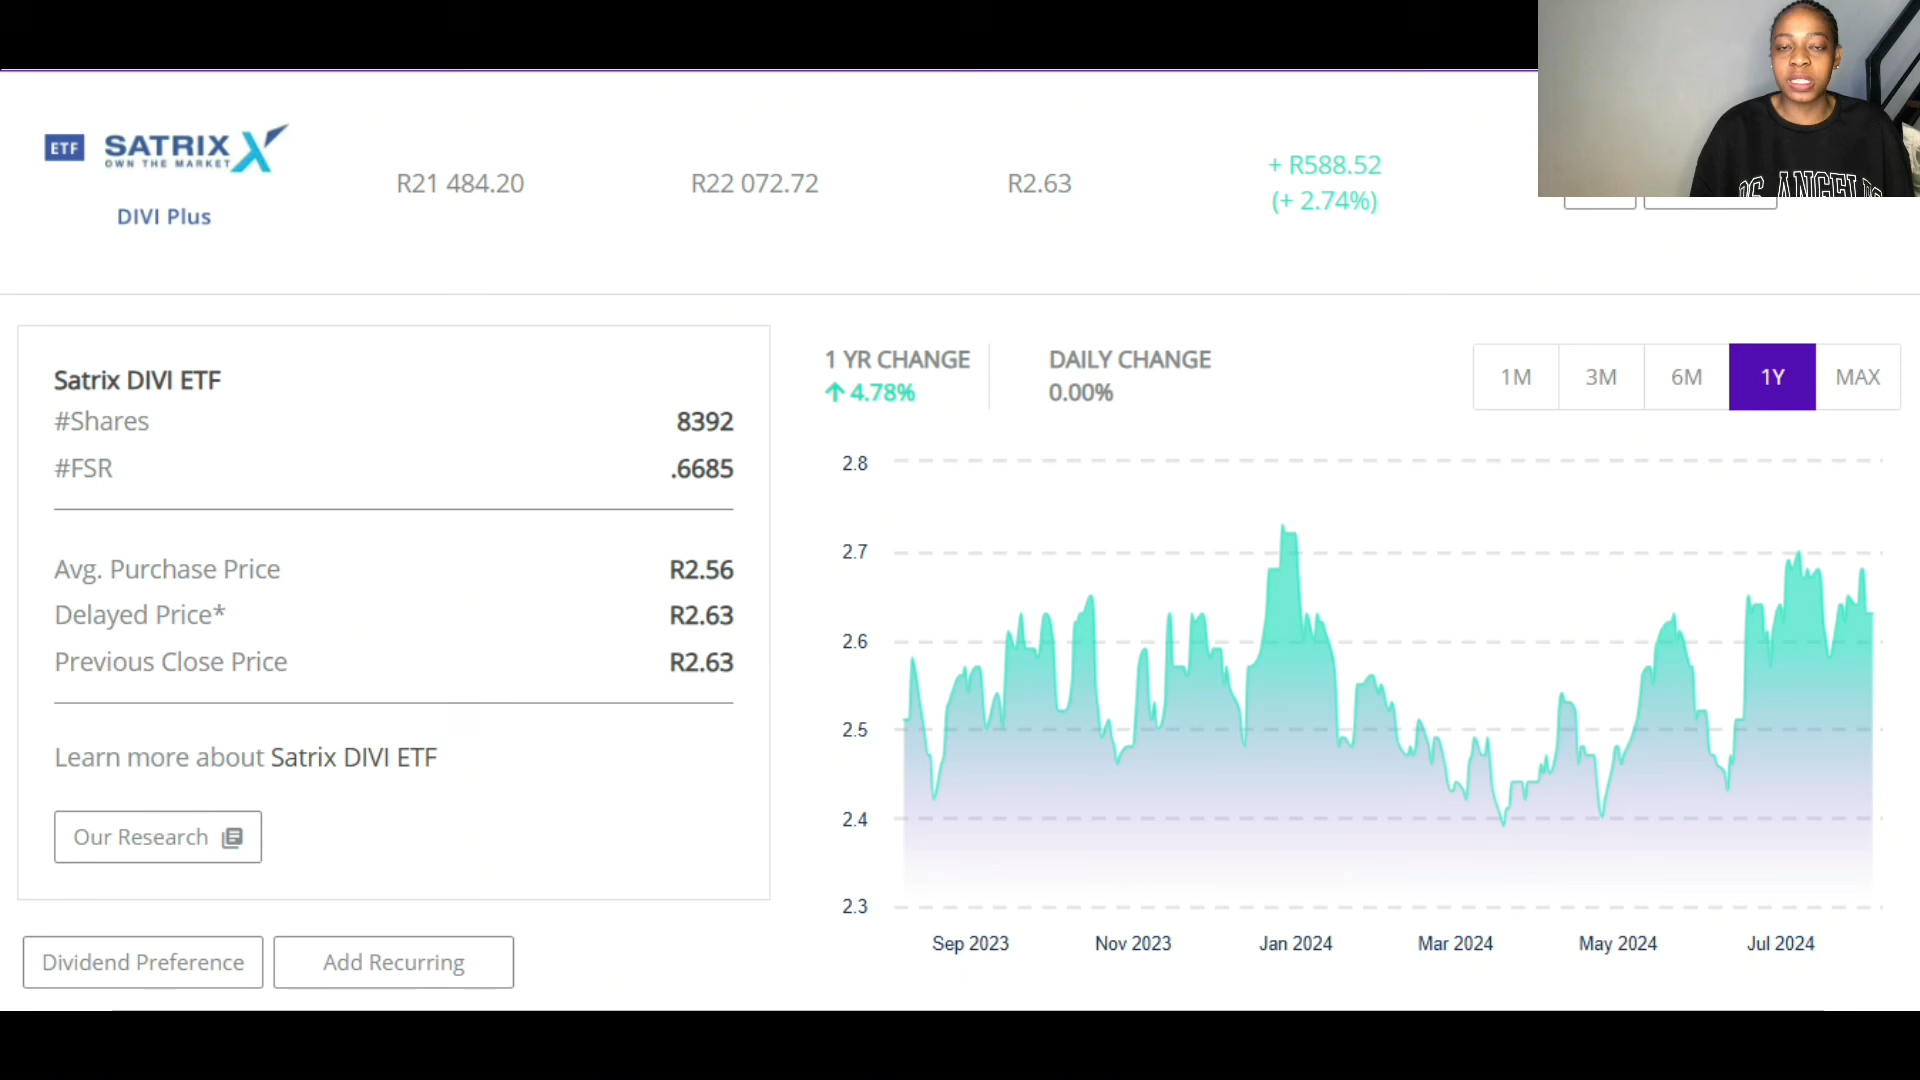 ETF
SATRIX
OWN THE MARKET
DIVI Plus
R21 484.20
R22 072.72
R2.63
+ R588.52
(+ 2.74%)
Satrix DIVI ETF
#Shares 8392
#FSR .6685
Avg. Purchase Price R2.56
Delayed Price* R2.63
Previous Close Price R2.63
Learn more about Satrix DIVI ETF
Our Research
Dividend Preference
Add Recurring
1 YR CHANGE
4.78%
DAILY CHANGE
0.00%
1M 3M 6M 1Y MAX
2.8
2.7
2.6
2.5
2.4
2.3
Sep 2023 Nov 2023 Jan 2024 Mar 2024 May 2024 Jul 2024